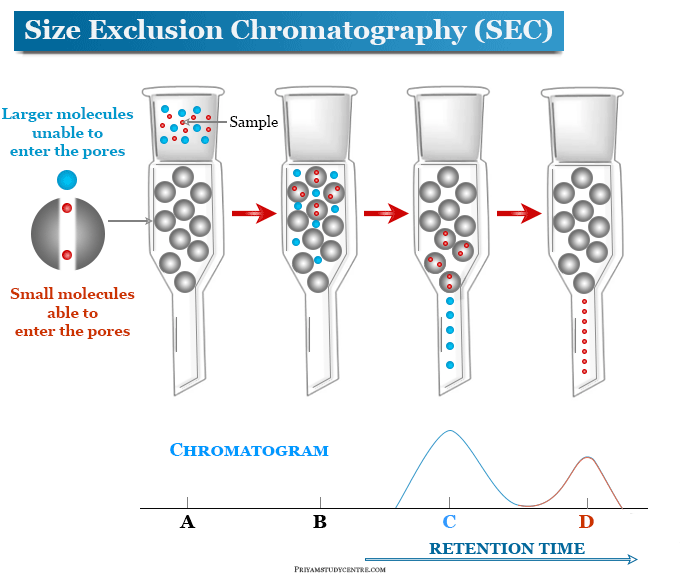 Size Exclusion Chromatography (SEC)
Larger molecules
unable to
enter the pores
Sample
Small molecules
able to
enter the pores
CHROMATOGRAM
A
B
C
D
RETENTION TIME
PRIYAMSTUDYCENTRE.COM